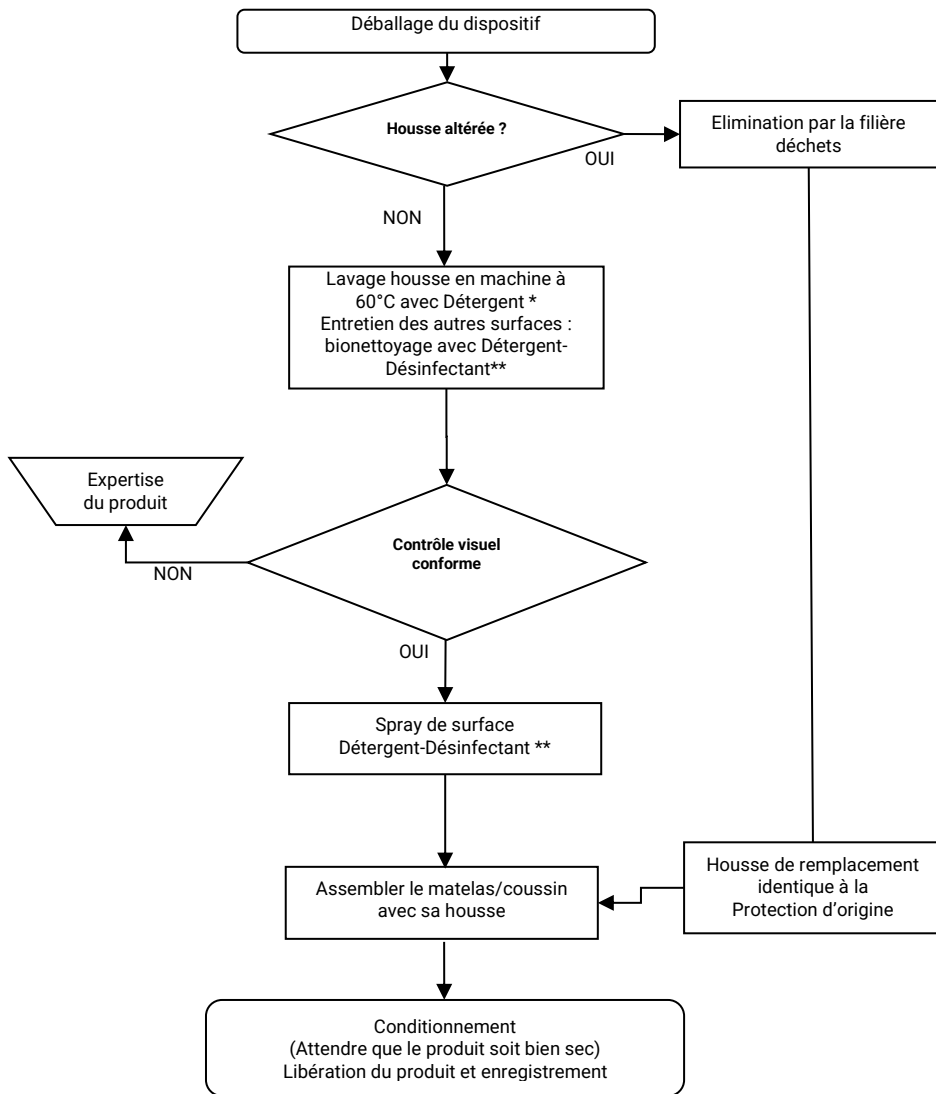 Déballage du dispositif
Housse altérée ?
OUI
Elimination par la filière
déchets
NON
Lavage housse en machine à
60°C avec Détergent *
Entretien des autres surfaces :
bionettoyage avec Détergent-
Désinfectant**
Expertise
du produit
NON
Contrôle visuel
conforme
OUI
Spray de surface
Détergent-Désinfectant **
Assembler le matelas/coussin
avec sa housse
Housse de remplacement
identique à la
Protection d’origine
Conditionnement
(Attendre que le produit soit bien sec)
Libération du produit et enregistrement